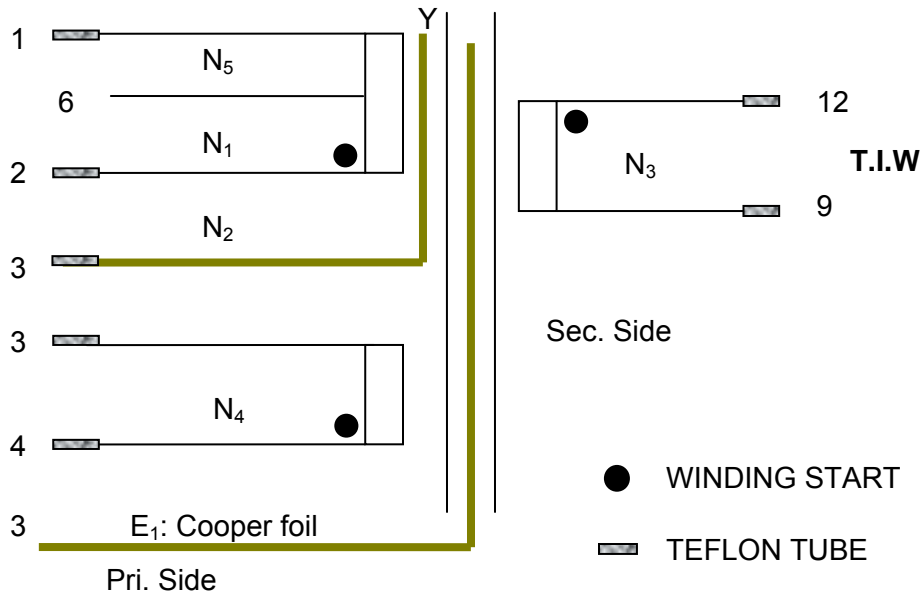 Y
1
N5
6
N1
2
N2
3
3
N4
4
3
E1: Cooper foil
Pri. Side
12
N3
T.I.W
9
Sec. Side
WINDING START
TEFLON TUBE